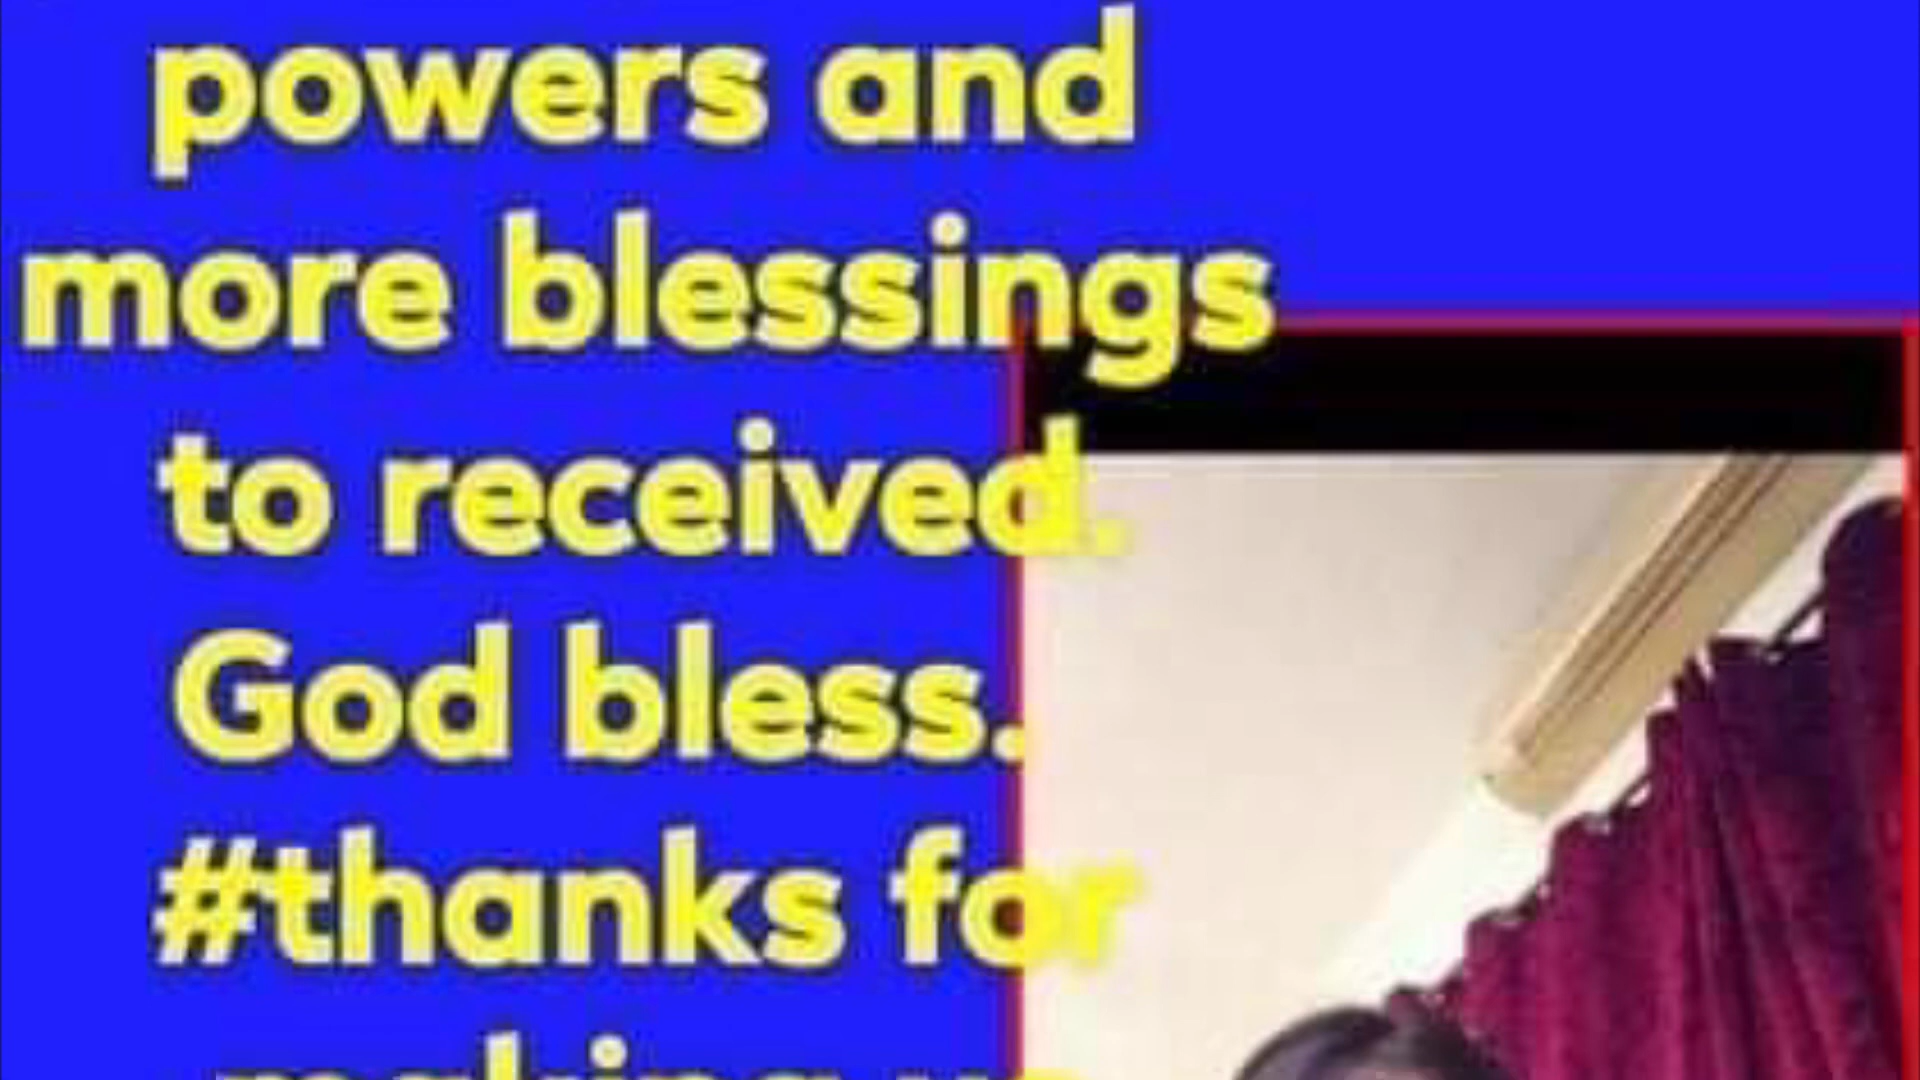 powers and
more blessings
to received.
God bless.
#thanks for